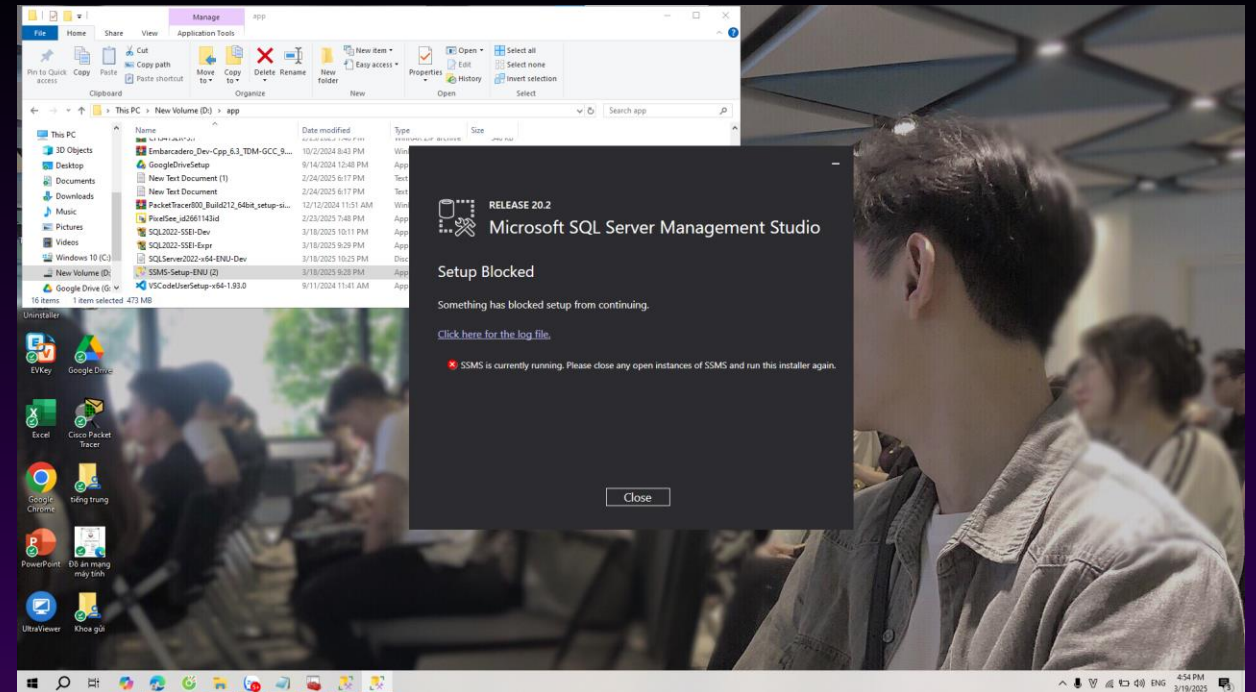 Manage app
File Home Share View Application Tools
Pin to Quick access
Copy
Paste
Cut
Copy path
Paste shortcut
Clipboard
Move to
Copy to
Delete
Rename
Organize
New folder
New item
Easy access
New
Properties
Open
Edit
History
Open
Select all
Select none
Invert selection
Select
This PC > New Volume (D:) > app
Search app
This PC
3D Objects
Desktop
Documents
Downloads
Music
Pictures
Videos
Windows 10 (C:)
New Volume (D:
Google Drive (G:
Name Date modified Type Size
Embarcadero_Dev-Cpp_6.3_TDM-GCC_9.... 10/2/2024 8:43 PM Win
GoogleDriveSetup 9/14/2024 12:48 PM App
New Text Document (1) 2/24/2025 6:17 PM Text
New Text Document 2/24/2025 6:17 PM Text
PacketTracer800_Build212_64bit_setup-si... 12/12/2024 11:51 AM Win
PixelSee_id2661143id 2/23/2025 7:48 PM App
SQL2022-SSEI-Dev 3/18/2025 10:11 PM App
SQL2022-SSEI-Expr 3/18/2025 9:29 PM App
SQLServer2022-x64-ENU-Dev 3/18/2025 10:25 PM Disc
SSMS-Setup-ENU (2) 3/18/2025 9:28 PM App
VSCodeUserSetup-x64-1.93.0 9/11/2024 11:41 AM App
16 items 1 item selected 473 MB
RELEASE 20.2
Microsoft SQL Server Management Studio
Setup Blocked
Something has blocked setup from continuing.
Click here for the log file.
SSMS is currently running. Please close any open instances of SSMS and run this installer again.
Close
Uninstaller
EVKey
Google Drive
Excel
Cisco Packet
Tracer
Google
Chrome
tiếng trung
PowerPoint
Đồ án mạng
máy tính
UltraViewer
Khoa gửi
ENG
4:54 PM
3/19/2025